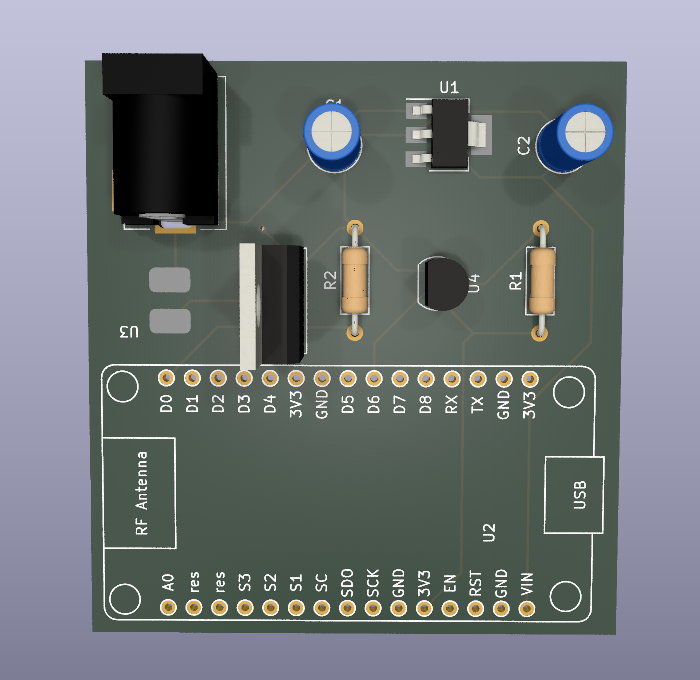 U1
C2
R2
U4
R1
U3
D0 D1 D2 D3 D4 3V3 GND D5 D6 D7 D8 RX TX GND 3V3
RF Antenna
USB
U2
A0 res res S3 S2 S1 SC SD0 SCK GND 3V3 EN RST GND VIN